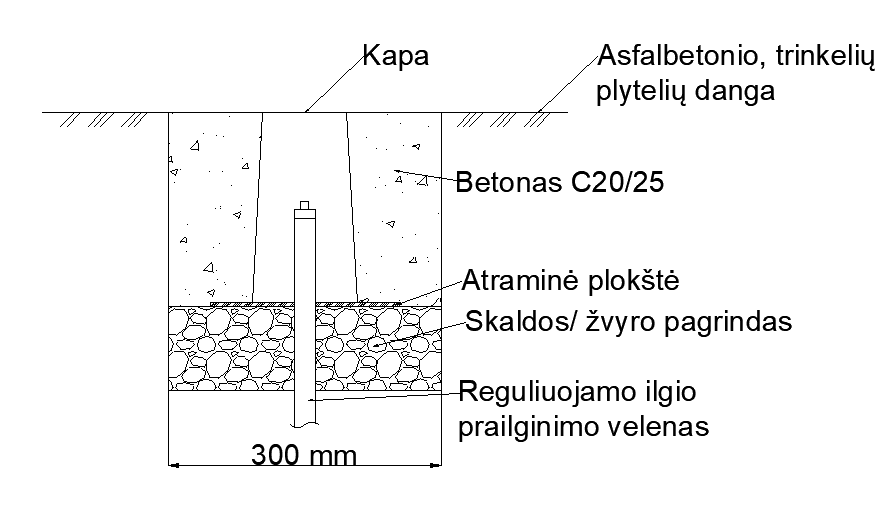 Kapa
Asfalbetonio, trinkelių
plytelių danga
Betonas C20/25
Atraminė plokštė
Skaldos/ žvyro pagrindas
Reguliuojamo ilgio
prailginimo velenas
300 mm